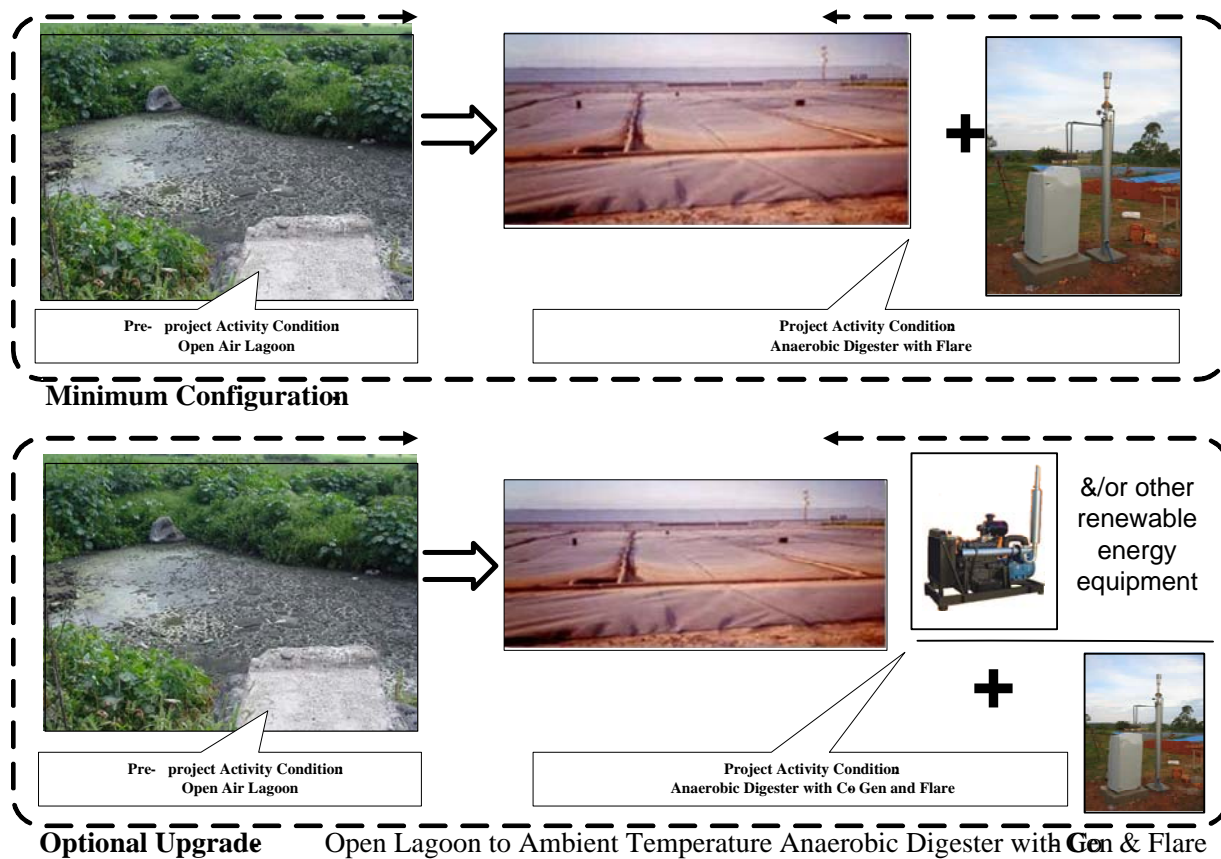 Pre- project Activity Condition
Open Air Lagoon
Project Activity Condition
Anaerobic Digester with Flare
Minimum Configuration
&/or other
renewable
energy
equipment
Pre- project Activity Condition
Open Air Lagoon
Project Activity Condition
Anaerobic Digester with Co Gen and Flare
Optional Upgrade Open Lagoon to Ambient Temperature Anaerobic Digester with Co-Gen & Flare